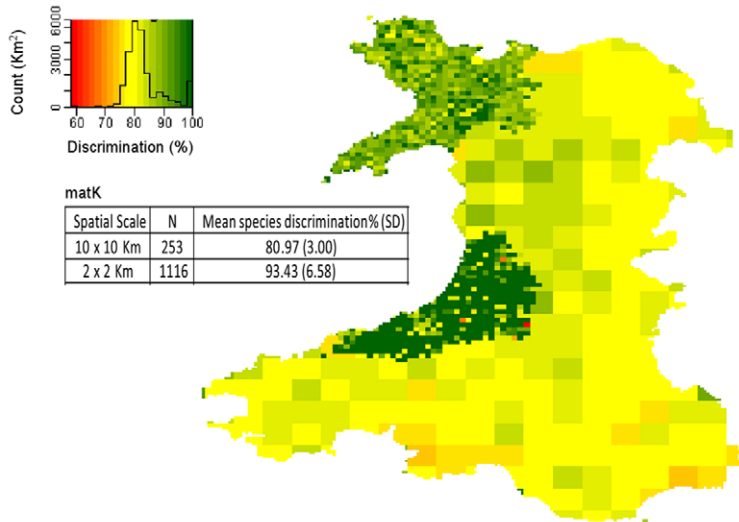 Count (Km²)
6000
3000
0
60 70 80 90 100
Discrimination (%)
matK
Spatial Scale N Mean species discrimination% (SD)
10 x 10 Km 253 80.97 (3.00)
2 x 2 Km 1116 93.43 (6.58)